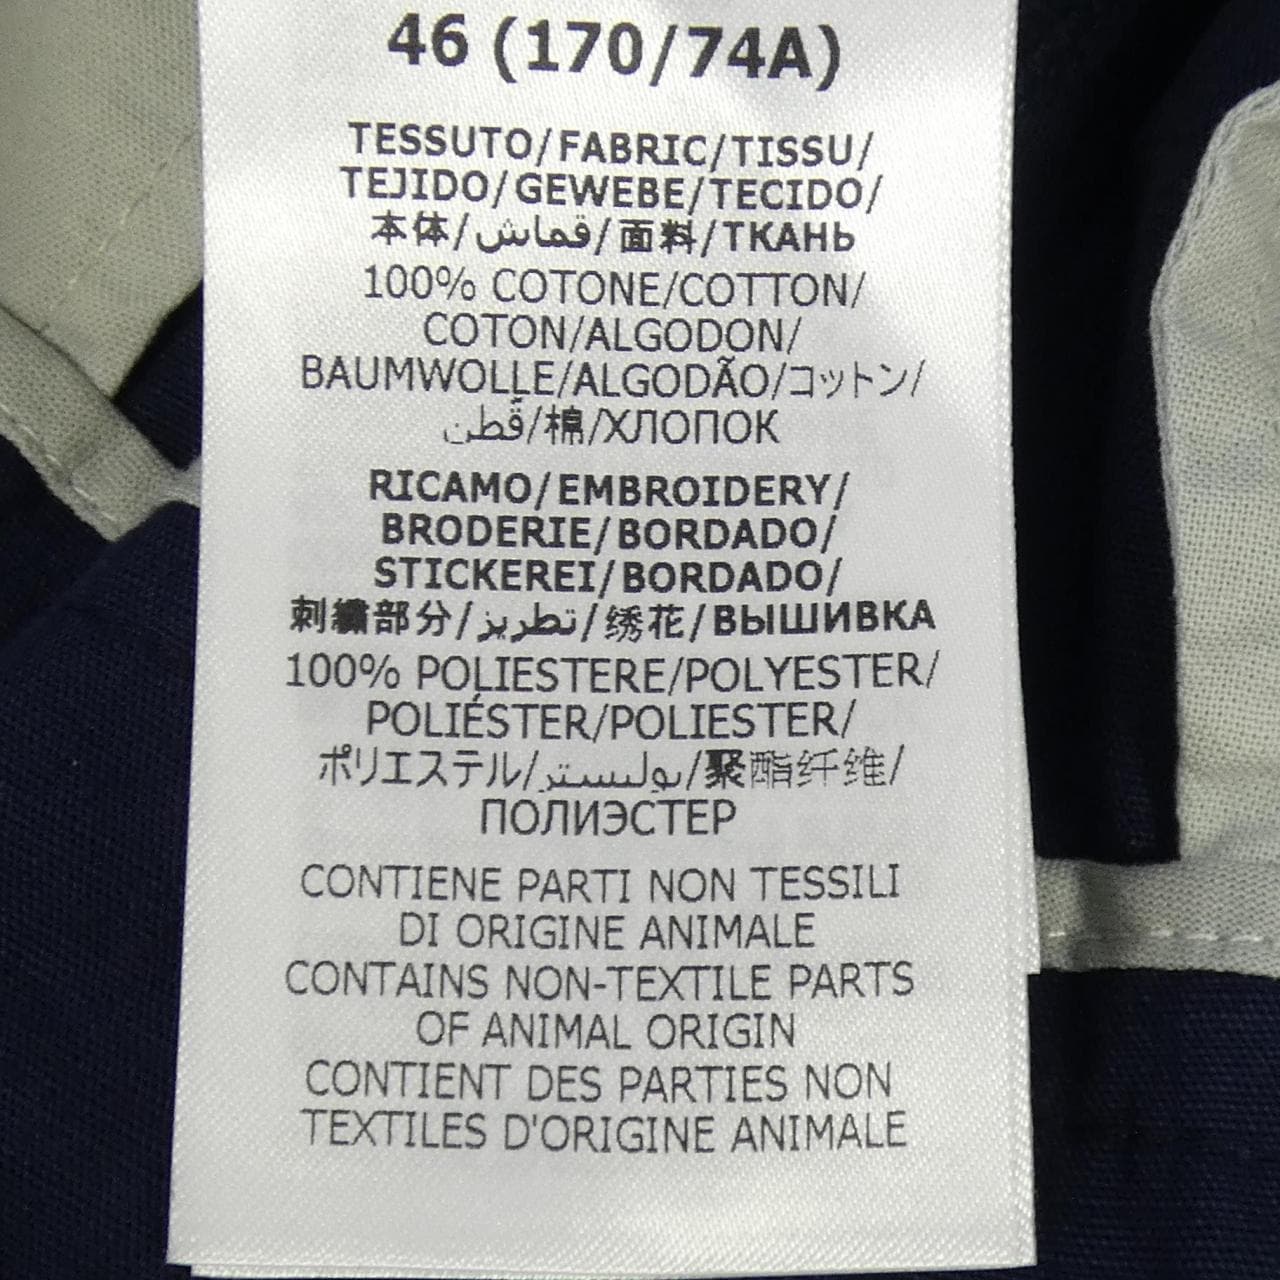 46 (170/74A)
TESSUTO/FABRIC/TISSU/
TEJIDO/GEWEBE/TECIDO/
本体/قماش/面料/ТКАНЬ
100% COTONE/COTTON/
COTON/ALGODON/
BAUMWOLLE/ALGODÃO/コットン/
قطن/棉/ХЛОПОК
RICAMO/EMBROIDERY/
BRODERIE/BORDADO/
STICKEREI/BORDADO/
刺繍部分/تطريز/绣花/ВЫШИВКА
100% POLIESTERE/POLYESTER/
POLIÉSTER/POLIESTER/
ポリエステル/بوليستر/聚酯纤维/
ПОЛИЭСТЕР
CONTIENE PARTI NON TESSILI
DI ORIGINE ANIMALE
CONTAINS NON-TEXTILE PARTS
OF ANIMAL ORIGIN
CONTIENT DES PARTIES NON
TEXTILES D'ORIGINE ANIMALE